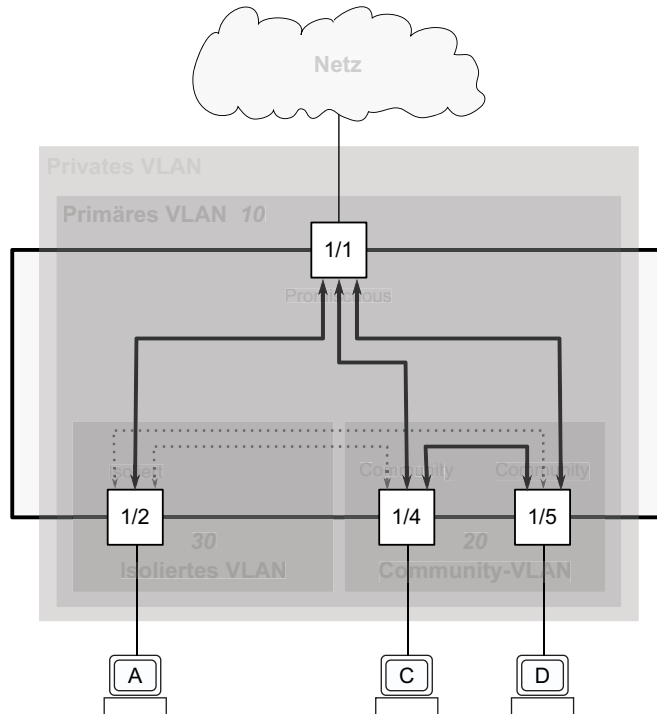 Netz
Privates VLAN
Primäres VLAN 10
1/1
Promiscuous
Isoliert
Community
Community
1/2
1/4
1/5
30
20
Isoliertes VLAN
Community-VLAN
A
C
D